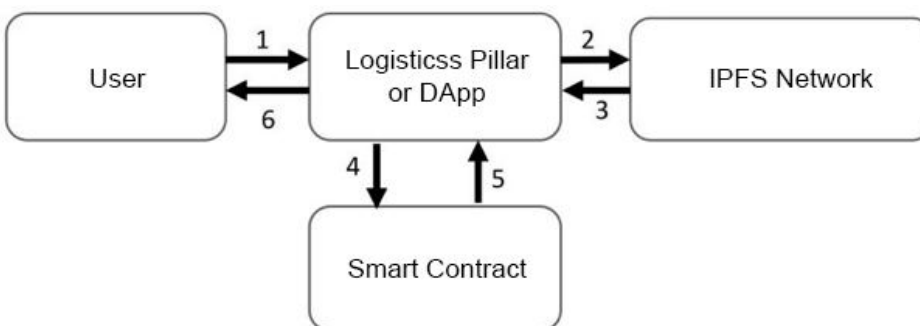 User
1
6
Logisticss Pillar
or DApp
2
3
IPFS Network
4
5
Smart Contract